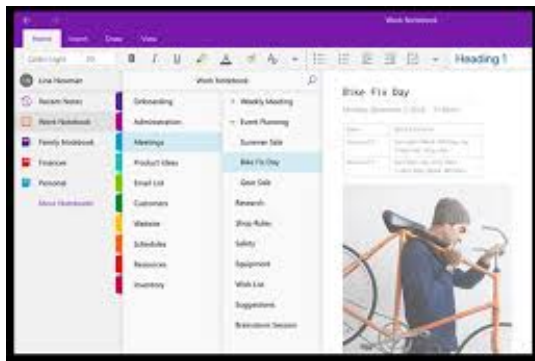 Work Notebook
Home Insert Draw View
B I U A Heading 1
Lisa Newman
Recent Notes
Work Notebook
Family Notebook
Finances
Personal
More Notebooks
Work Notebook
Onboarding
Administration
Meetings
Product Ideas
Email List
Customers
Website
Schedules
Resources
Inventory
Weekly Meeting
Event Planning
Summer Sale
Bike Fix Day
Gear Sale
Research
Shop Rules
Safety
Equipment
Wish List
Suggestions
Brainstorm Session
Bike Fix Day